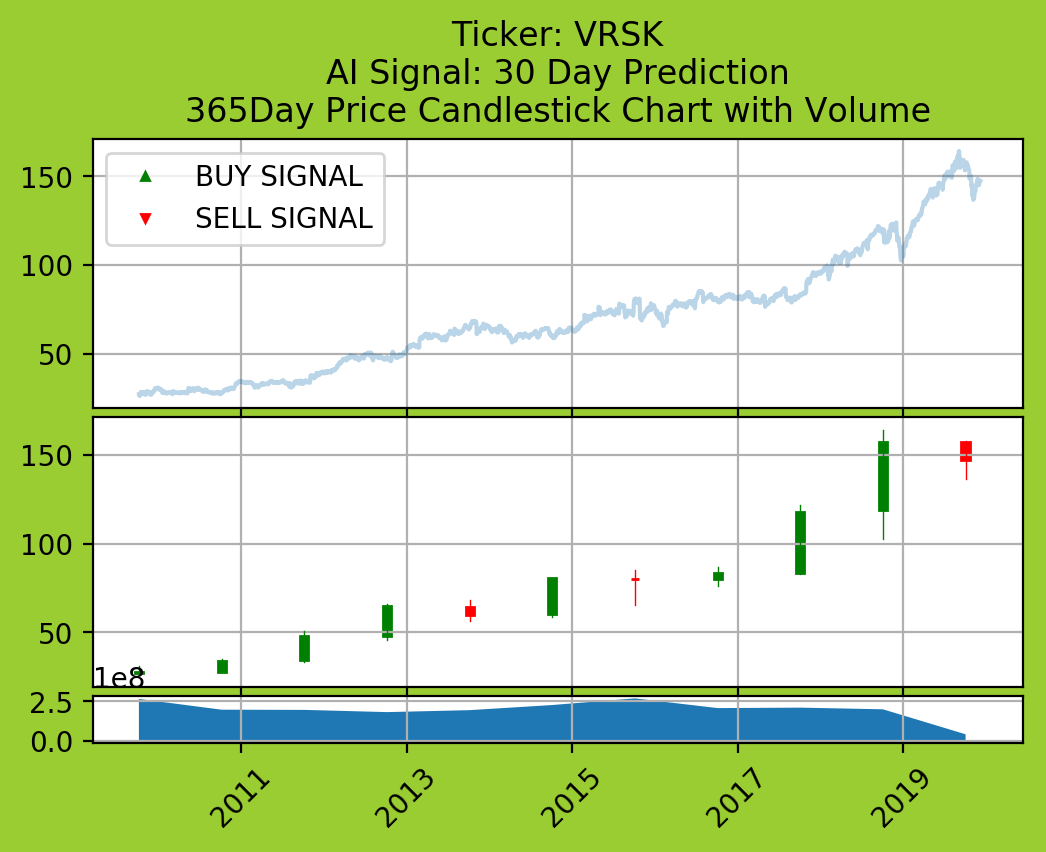 Ticker: VRSK
AI Signal: 30 Day Prediction
365Day Price Candlestick Chart with Volume
BUY SIGNAL
SELL SIGNAL
150
100
50
150
100
50
1e8
2.5
0.0
2011
2013
2015
2017
2019